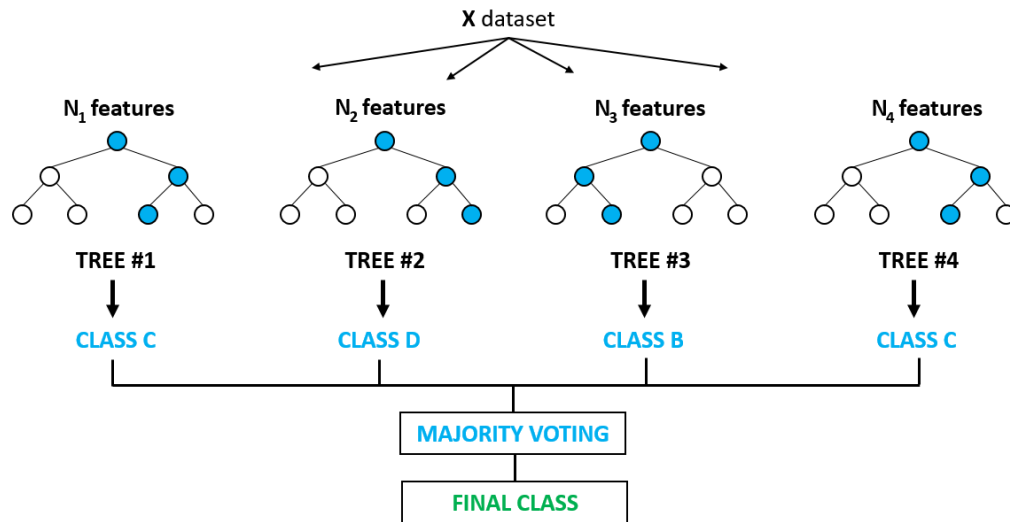 X dataset
N₁ features N₂ features N₃ features N₄ features
TREE #1 TREE #2 TREE #3 TREE #4
CLASS C CLASS D CLASS B CLASS C
MAJORITY VOTING
FINAL CLASS